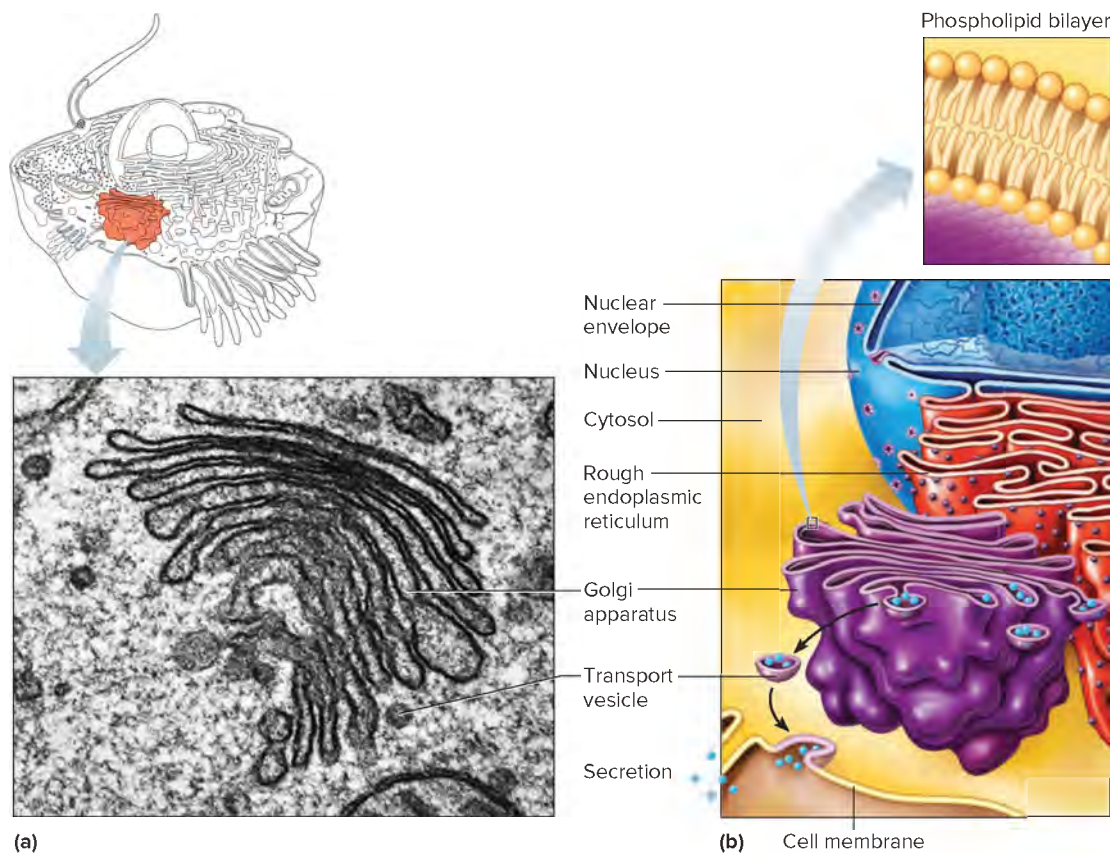 Phospholipid bilayer
Nuclear
envelope
Nucleus
Cytosol
Rough
endoplasmic
reticulum
Golgi
apparatus
Transport
vesicle
Secretion
(a)
(b)
Cell membrane